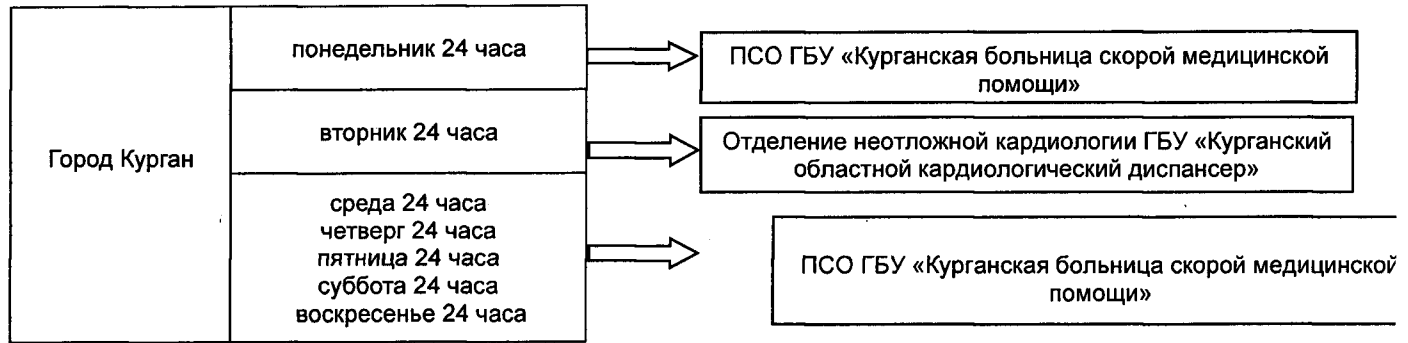 Город Курган
понедельник 24 часа
ПСО ГБУ «Курганская больница скорой медицинской
помощи»
вторник 24 часа
Отделение неотложной кардиологии ГБУ «Курганский
областной кардиологический диспансер»
среда 24 часа
четверг 24 часа
пятница 24 часа
суббота 24 часа
воскресенье 24 часа
ПСО ГБУ «Курганская больница скорой медицинской
помощи»